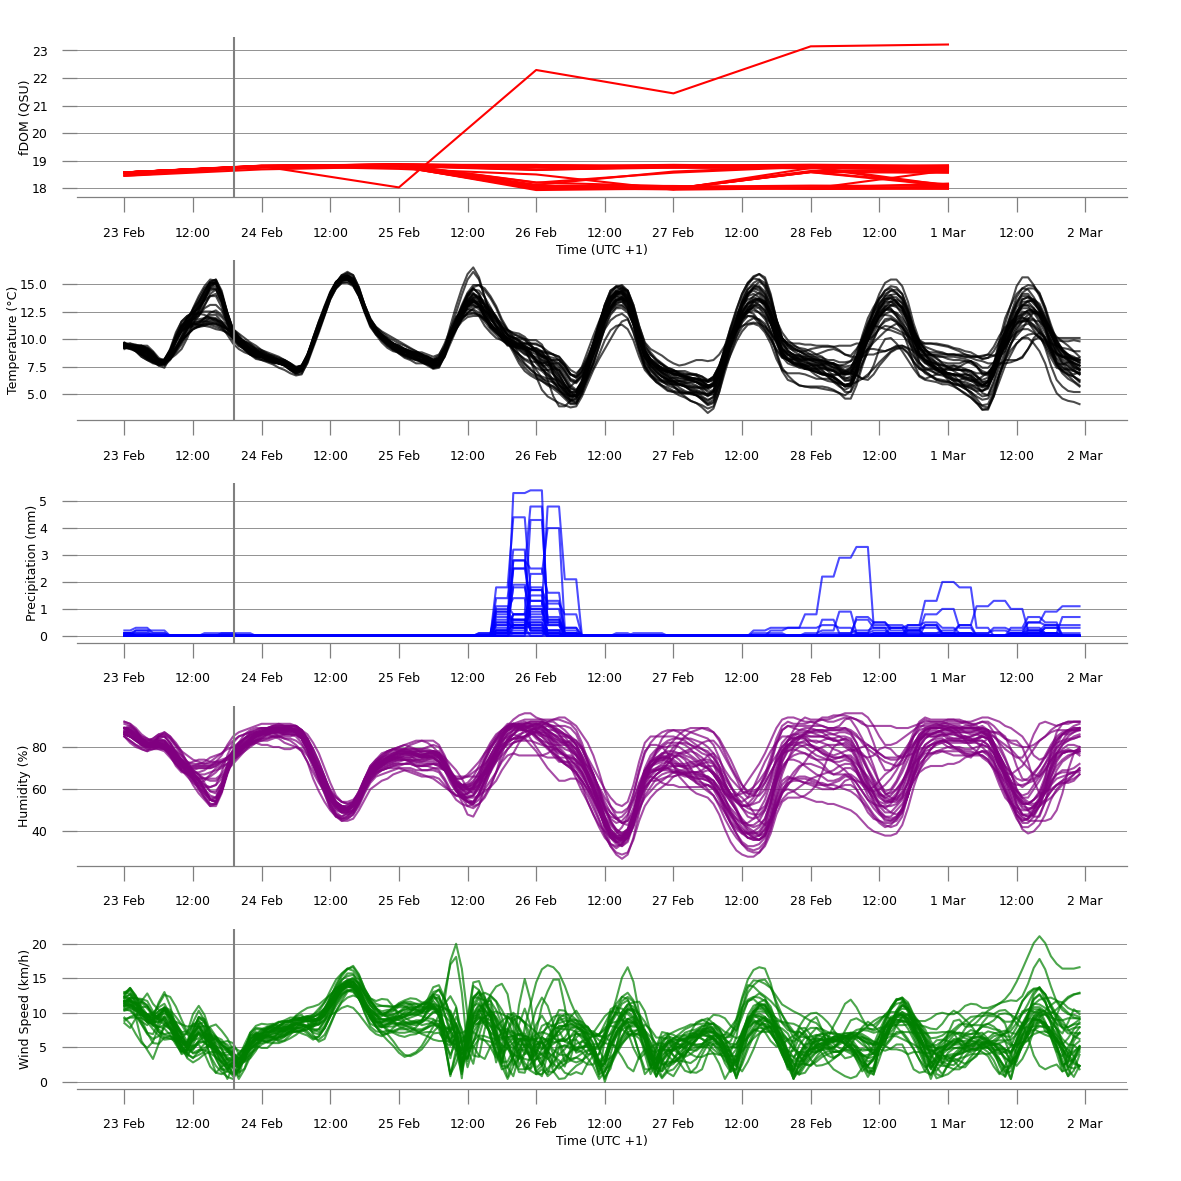 fDOM (QSU)
23
22
21
20
19
18
23 Feb 12:00 24 Feb 12:00 25 Feb 12:00 26 Feb 12:00 27 Feb 12:00 28 Feb 12:00 1 Mar 12:00 2 Mar
Time (UTC +1)
Temperature (°C)
15.0
12.5
10.0
7.5
5.0
23 Feb 12:00 24 Feb 12:00 25 Feb 12:00 26 Feb 12:00 27 Feb 12:00 28 Feb 12:00 1 Mar 12:00 2 Mar
Precipitation (mm)
5
4
3
2
1
0
23 Feb 12:00 24 Feb 12:00 25 Feb 12:00 26 Feb 12:00 27 Feb 12:00 28 Feb 12:00 1 Mar 12:00 2 Mar
Humidity (%)
80
60
40
23 Feb 12:00 24 Feb 12:00 25 Feb 12:00 26 Feb 12:00 27 Feb 12:00 28 Feb 12:00 1 Mar 12:00 2 Mar
Wind Speed (km/h)
20
15
10
5
0
23 Feb 12:00 24 Feb 12:00 25 Feb 12:00 26 Feb 12:00 27 Feb 12:00 28 Feb 12:00 1 Mar 12:00 2 Mar
Time (UTC +1)